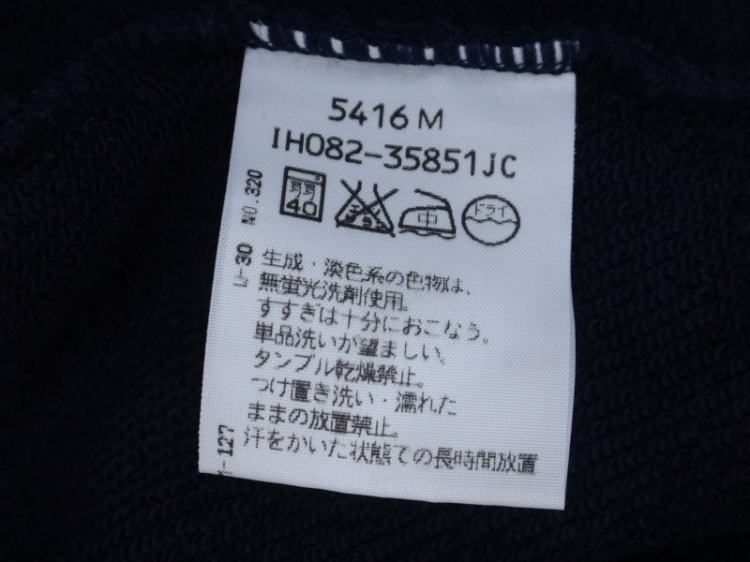 5416 M
IH082-35851JC
40 中 ドライ
生成・淡色系の色物は、
無蛍光洗剤使用。
すすぎは十分におこなう。
単品洗いが望ましい。
タンブル乾燥禁止。
つけ置き洗い・濡れた
ままの放置禁止。
汗をかいた状態での長時間放置
NO.320
L-30
-127